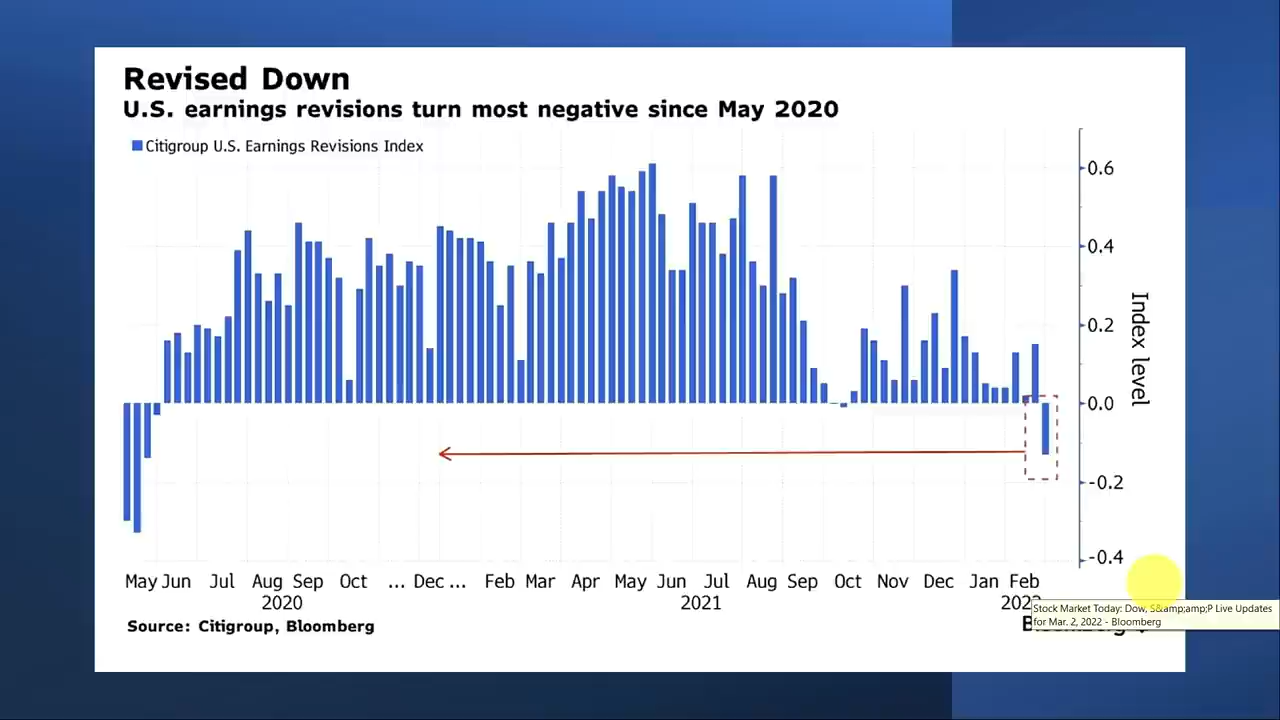 Revised Down
U.S. earnings revisions turn most negative since May 2020
Citigroup U.S. Earnings Revisions Index
0.6
0.4
0.2
0.0
-0.2
-0.4
Index level
May Jun Jul Aug Sep Oct ... Dec ... Feb Mar Apr May Jun Jul Aug Sep Oct Nov Dec Jan Feb
2020 2021
Source: Citigroup, Bloomberg
Stock Market Today: Dow, S&amp;amp;P Live Updates
for Mar. 2, 2022 - Bloomberg